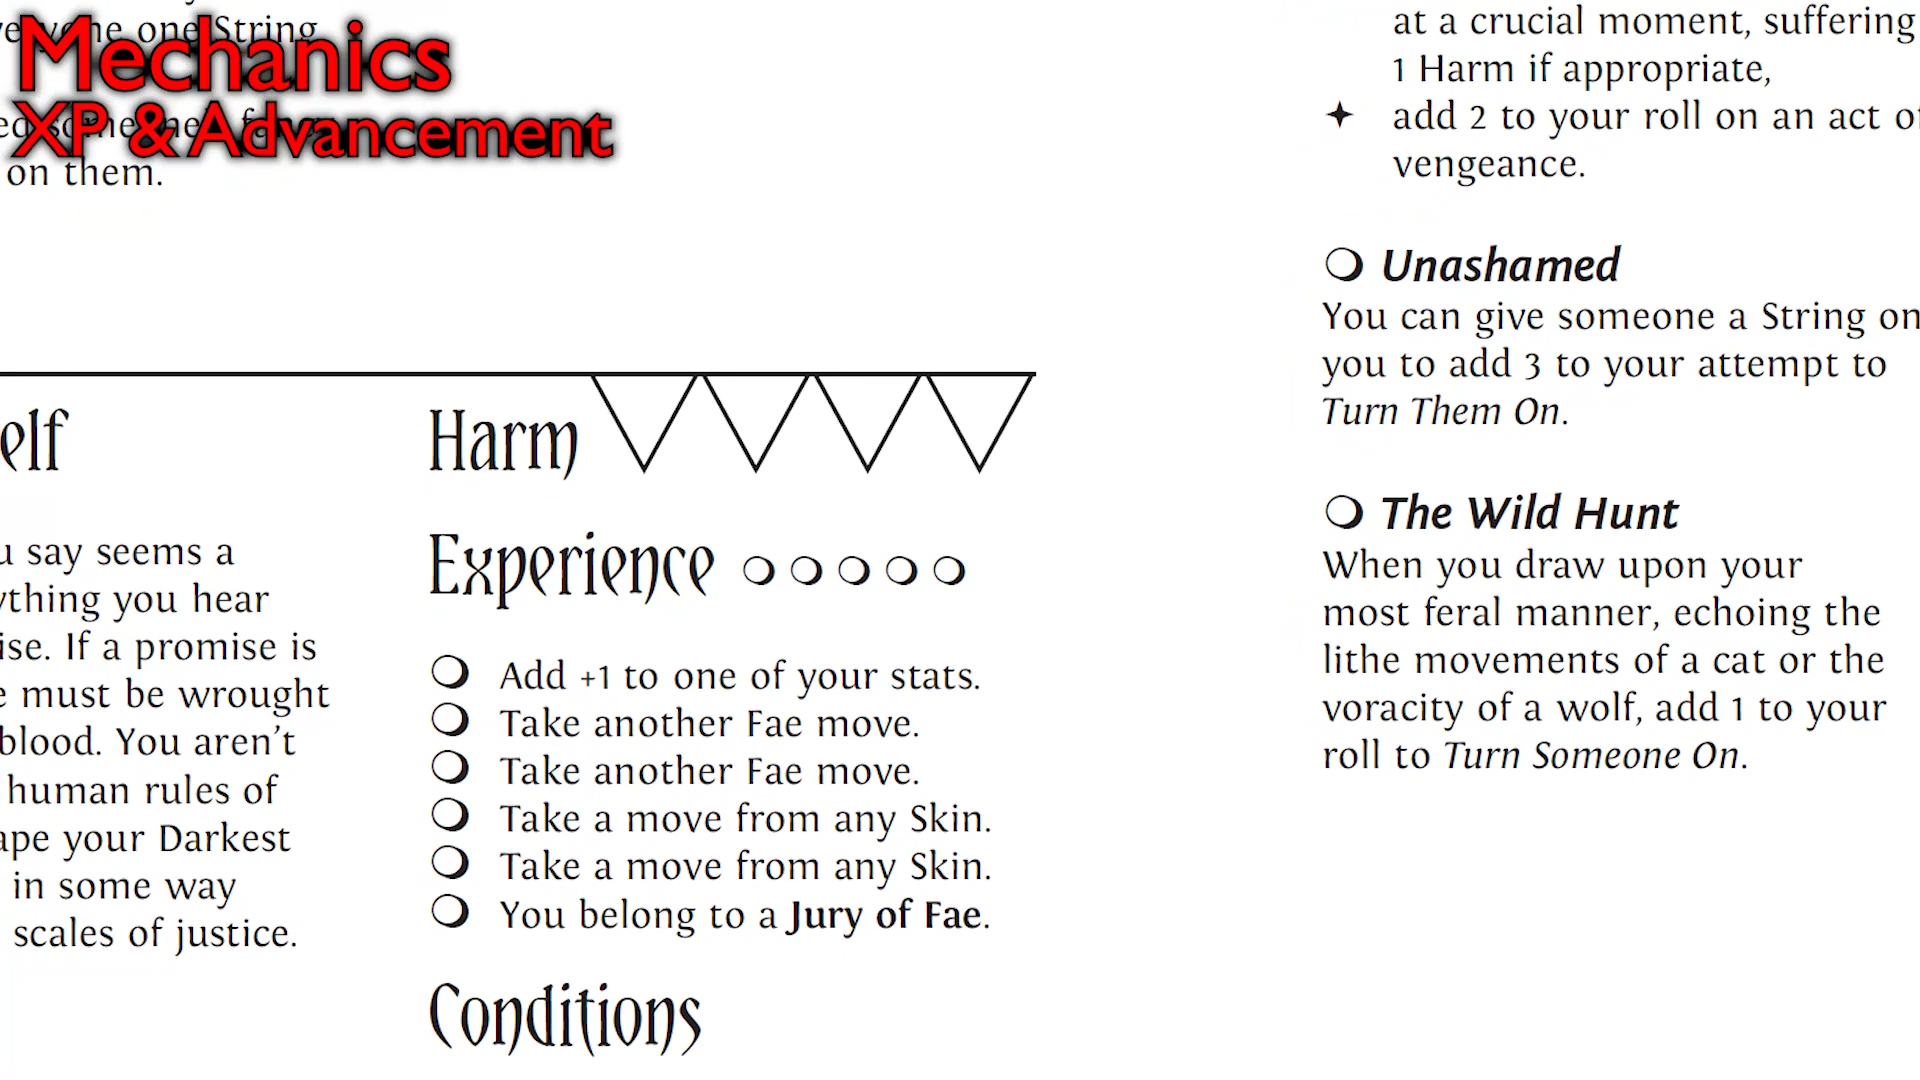 Mechanics
XP & Advancement
one String
on them.
elf
say seems a
you hear
If a promise is
must be wrought
blood. You aren't
human rules of
your Darkest
in some way
scales of justice.
Harm
Experience
Add +1 to one of your stats.
Take another Fae move.
Take another Fae move.
Take a move from any Skin.
Take a move from any Skin.
You belong to a Jury of Fae.
Conditions
at a crucial moment, suffering
1 Harm if appropriate,
add 2 to your roll on an act of
vengeance.
Unashamed
You can give someone a String on
you to add 3 to your attempt to
Turn Them On.
The Wild Hunt
When you draw upon your
most feral manner, echoing the
lithe movements of a cat or the
voracity of a wolf, add 1 to your
roll to Turn Someone On.